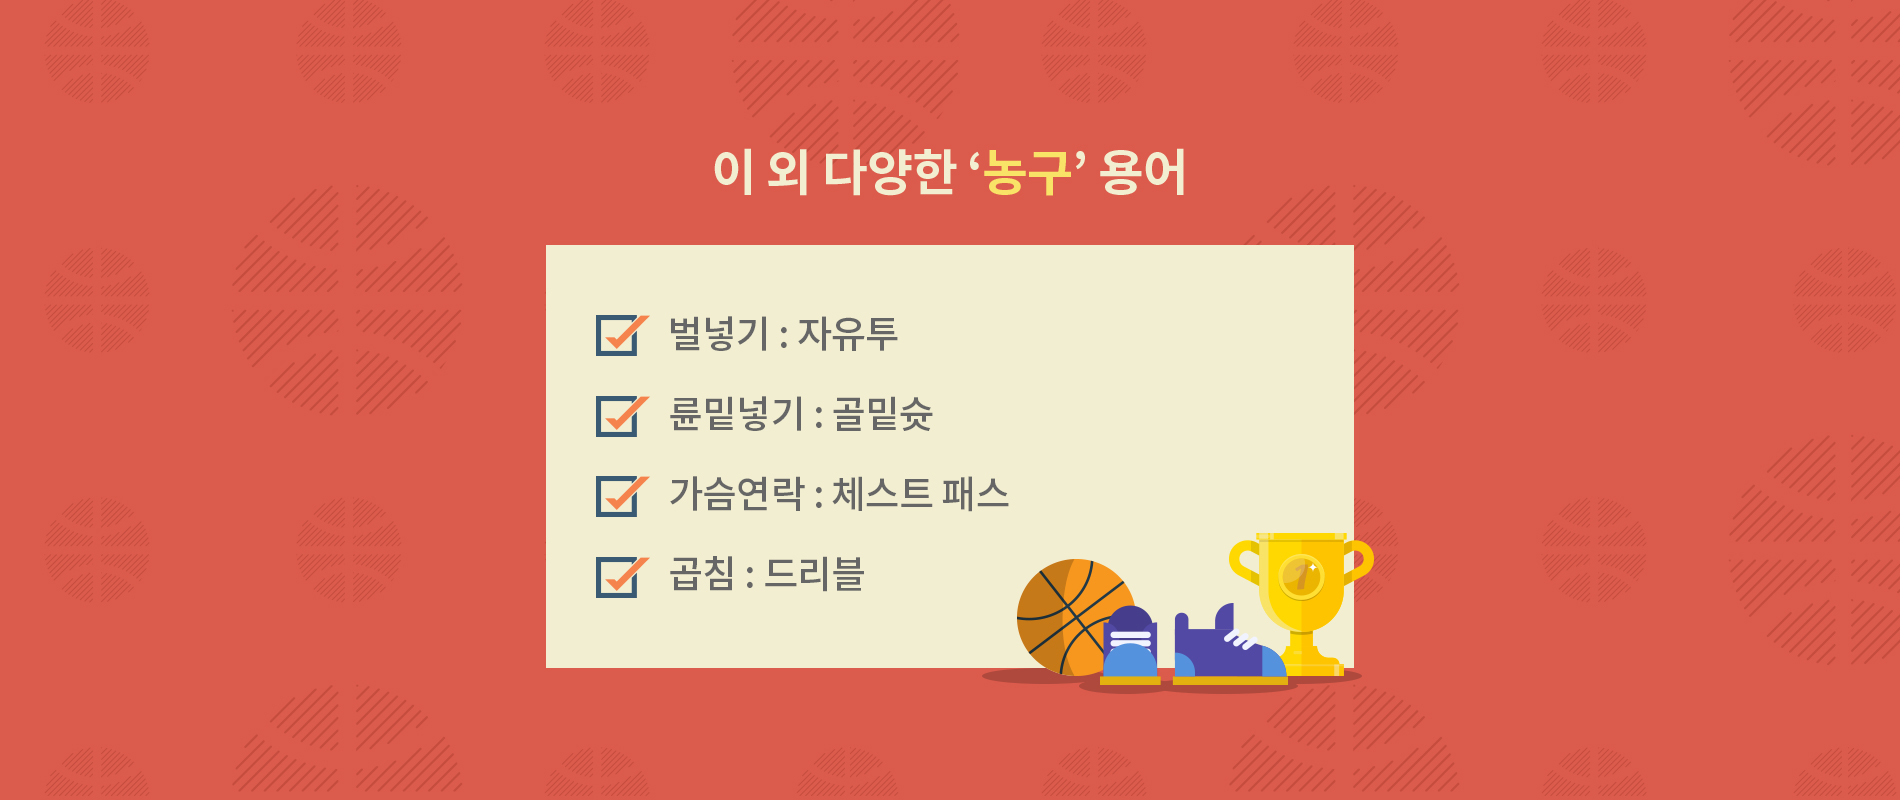 이 외 다양한 ‘농구’ 용어
벌넣기 : 자유투
륜밑넣기 : 골밑슛
가슴연락 : 체스트 패스
곱침 : 드리블
1